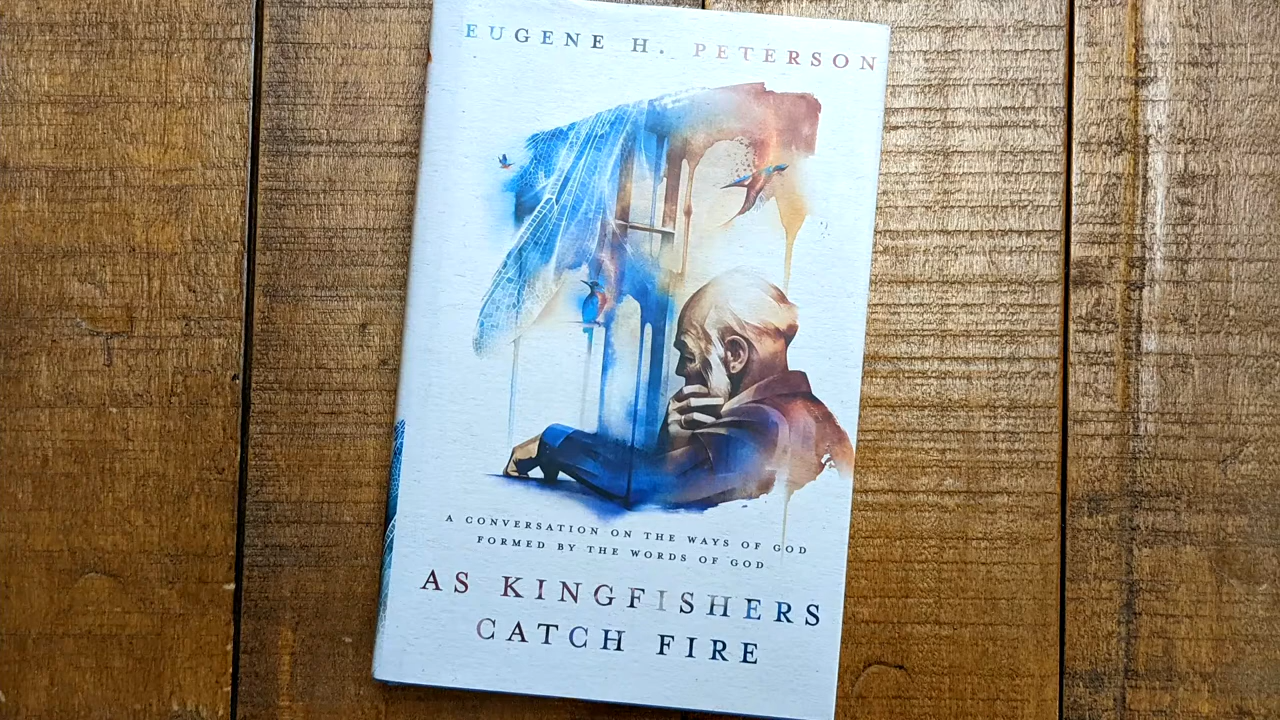 EUGENE H. PETERSON
A CONVERSATION ON THE WAYS OF GOD
FORMED BY THE WORDS OF GOD
AS KINGFISHERS
CATCH FIRE